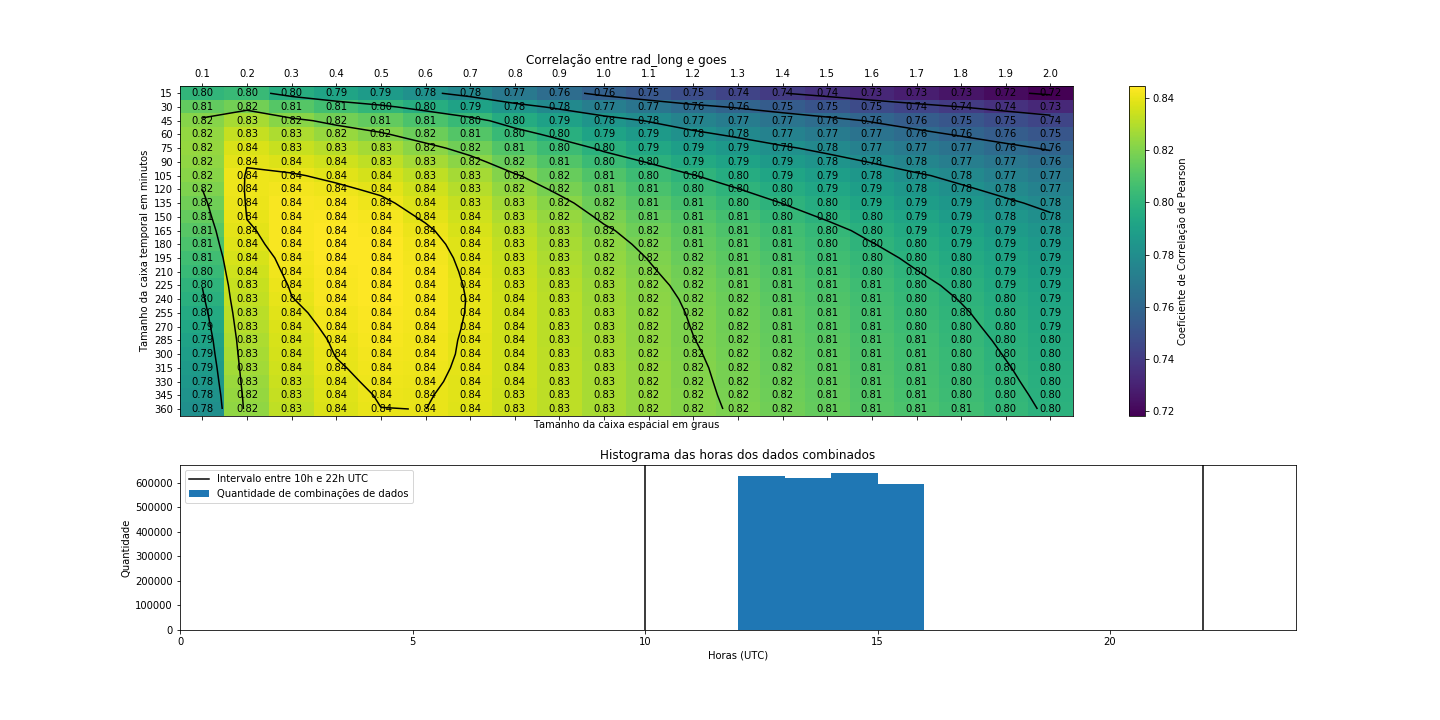 Correlação entre rad_long e goes
0.1 0.2 0.3 0.4 0.5 0.6 0.7 0.8 0.9 1.0 1.1 1.2 1.3 1.4 1.5 1.6 1.7 1.8 1.9 2.0
15 0.80 0.80 0.80 0.79 0.79 0.78 0.78 0.77 0.76 0.76 0.75 0.75 0.74 0.74 0.74 0.73 0.73 0.73 0.72 0.72
30 0.81 0.82 0.81 0.81 0.80 0.80 0.79 0.78 0.78 0.77 0.77 0.76 0.76 0.75 0.75 0.75 0.74 0.74 0.74 0.73
45 0.81 0.83 0.82 0.82 0.81 0.81 0.80 0.80 0.79 0.78 0.78 0.77 0.77 0.77 0.76 0.76 0.76 0.75 0.75 0.74
60 0.82 0.83 0.83 0.82 0.82 0.82 0.81 0.80 0.80 0.79 0.79 0.78 0.78 0.77 0.77 0.77 0.76 0.76 0.76 0.75
75 0.82 0.84 0.83 0.83 0.83 0.82 0.82 0.81 0.80 0.80 0.79 0.79 0.79 0.78 0.78 0.77 0.77 0.77 0.76 0.76
90 0.82 0.84 0.84 0.83 0.83 0.83 0.82 0.82 0.81 0.80 0.80 0.79 0.79 0.79 0.78 0.78 0.78 0.77 0.77 0.76
105 0.82 0.84 0.84 0.84 0.84 0.83 0.83 0.82 0.82 0.81 0.80 0.80 0.80 0.79 0.79 0.78 0.78 0.78 0.77 0.77
120 0.82 0.84 0.84 0.84 0.84 0.83 0.83 0.82 0.82 0.81 0.81 0.80 0.80 0.80 0.79 0.79 0.78 0.78 0.78 0.77
135 0.82 0.84 0.84 0.84 0.84 0.84 0.83 0.83 0.82 0.82 0.81 0.81 0.80 0.80 0.80 0.79 0.79 0.78 0.78 0.78
150 0.81 0.84 0.84 0.84 0.84 0.84 0.83 0.83 0.82 0.82 0.81 0.81 0.81 0.80 0.80 0.80 0.79 0.79 0.78 0.78
165 0.81 0.84 0.84 0.84 0.84 0.84 0.84 0.83 0.83 0.82 0.82 0.81 0.81 0.81 0.80 0.80 0.79 0.79 0.79 0.78
180 0.81 0.84 0.84 0.84 0.84 0.84 0.84 0.83 0.83 0.82 0.82 0.81 0.81 0.81 0.80 0.80 0.80 0.79 0.79 0.79
195 0.81 0.84 0.84 0.84 0.84 0.84 0.84 0.83 0.83 0.82 0.82 0.82 0.81 0.81 0.81 0.80 0.80 0.80 0.79 0.79
210 0.80 0.84 0.84 0.84 0.84 0.84 0.84 0.83 0.83 0.82 0.82 0.82 0.81 0.81 0.81 0.80 0.80 0.80 0.79 0.79
225 0.80 0.83 0.84 0.84 0.84 0.84 0.84 0.83 0.83 0.83 0.82 0.82 0.81 0.81 0.81 0.81 0.80 0.80 0.79 0.79
240 0.80 0.83 0.84 0.84 0.84 0.84 0.84 0.84 0.83 0.83 0.82 0.82 0.82 0.81 0.81 0.81 0.80 0.80 0.80 0.79
255 0.80 0.83 0.84 0.84 0.84 0.84 0.84 0.84 0.83 0.83 0.82 0.82 0.82 0.81 0.81 0.81 0.80 0.80 0.80 0.79
270 0.79 0.83 0.84 0.84 0.84 0.84 0.84 0.84 0.83 0.83 0.82 0.82 0.82 0.81 0.81 0.81 0.81 0.80 0.80 0.79
285 0.79 0.83 0.84 0.84 0.84 0.84 0.84 0.84 0.83 0.83 0.82 0.82 0.82 0.81 0.81 0.81 0.81 0.80 0.80 0.80
300 0.79 0.83 0.84 0.84 0.84 0.84 0.84 0.84 0.83 0.83 0.82 0.82 0.82 0.82 0.81 0.81 0.81 0.80 0.80 0.80
315 0.79 0.83 0.83 0.84 0.84 0.84 0.84 0.84 0.83 0.83 0.82 0.82 0.82 0.82 0.81 0.81 0.81 0.80 0.80 0.80
330 0.78 0.83 0.83 0.84 0.84 0.84 0.84 0.83 0.83 0.83 0.82 0.82 0.82 0.82 0.81 0.81 0.81 0.81 0.80 0.80
345 0.78 0.83 0.83 0.84 0.84 0.84 0.84 0.83 0.83 0.83 0.82 0.82 0.82 0.82 0.81 0.81 0.81 0.81 0.80 0.80
360 0.78 0.82 0.83 0.84 0.84 0.84 0.84 0.83 0.83 0.83 0.82 0.82 0.82 0.82 0.81 0.81 0.81 0.81 0.80 0.80
Tamanho da caixa temporal em minutos
Tamanho da caixa espacial em graus
0.84
0.82
0.80
0.78
0.76
0.74
0.72
Coeficiente de Correlação de Pearson
Histograma das horas dos dados combinados
Intervalo entre 10h e 22h UTC
Quantidade de combinações de dados
600000
500000
400000
300000
200000
100000
0
Quantidade
0 5 10 15 20
Horas (UTC)